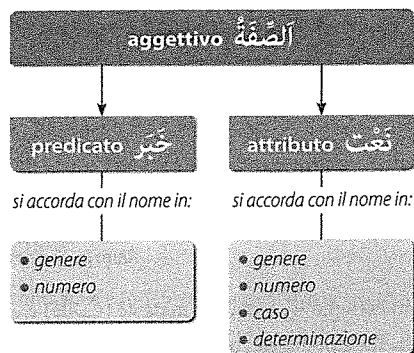 aggettivo اَلصِّفَةُ
predicato خَبَر
si accorda con il nome in:
• genere
• numero
attributo نَعْت
si accorda con il nome in:
• genere
• numero
• caso
• determinazione